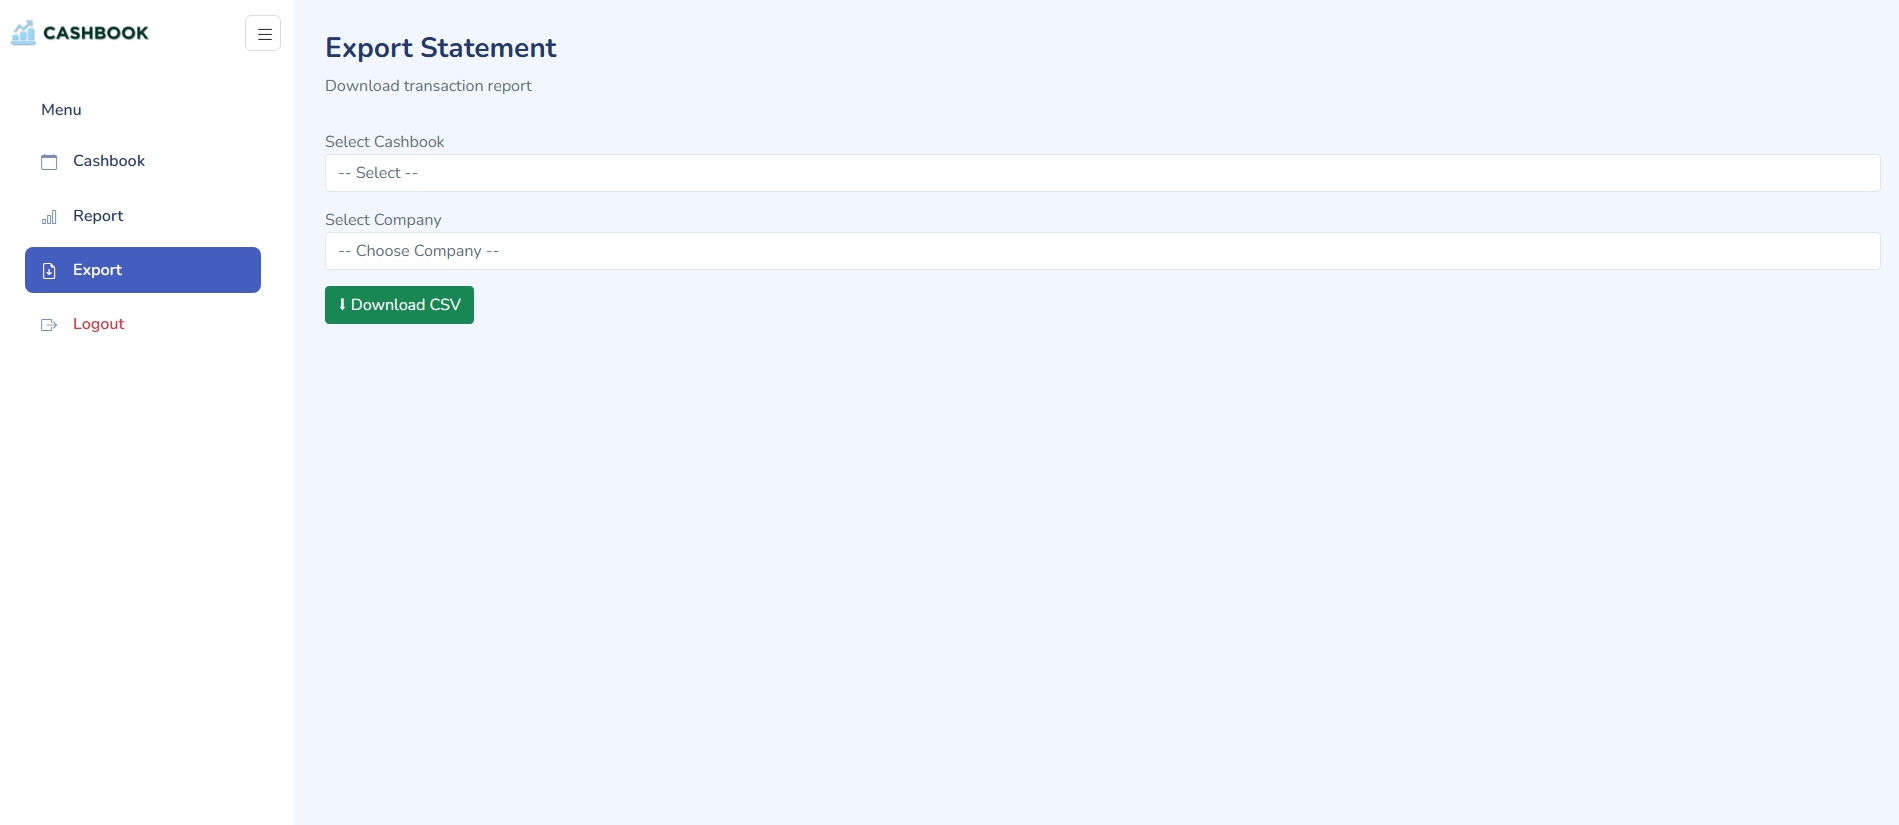 CASHBOOK
Menu
Cashbook
Report
Export
Logout
Export Statement
Download transaction report
Select Cashbook
-- Select --
Select Company
-- Choose Company --
⬇ Download CSV